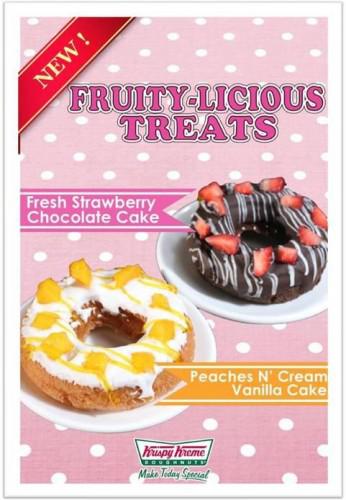 NEW!
FRUITY-LICIOUS
TREATS
Fresh Strawberry
Chocolate Cake
Peaches N' Cream
Vanilla Cake
Krispy Kreme
DOUGHNUTS
Make Today Special